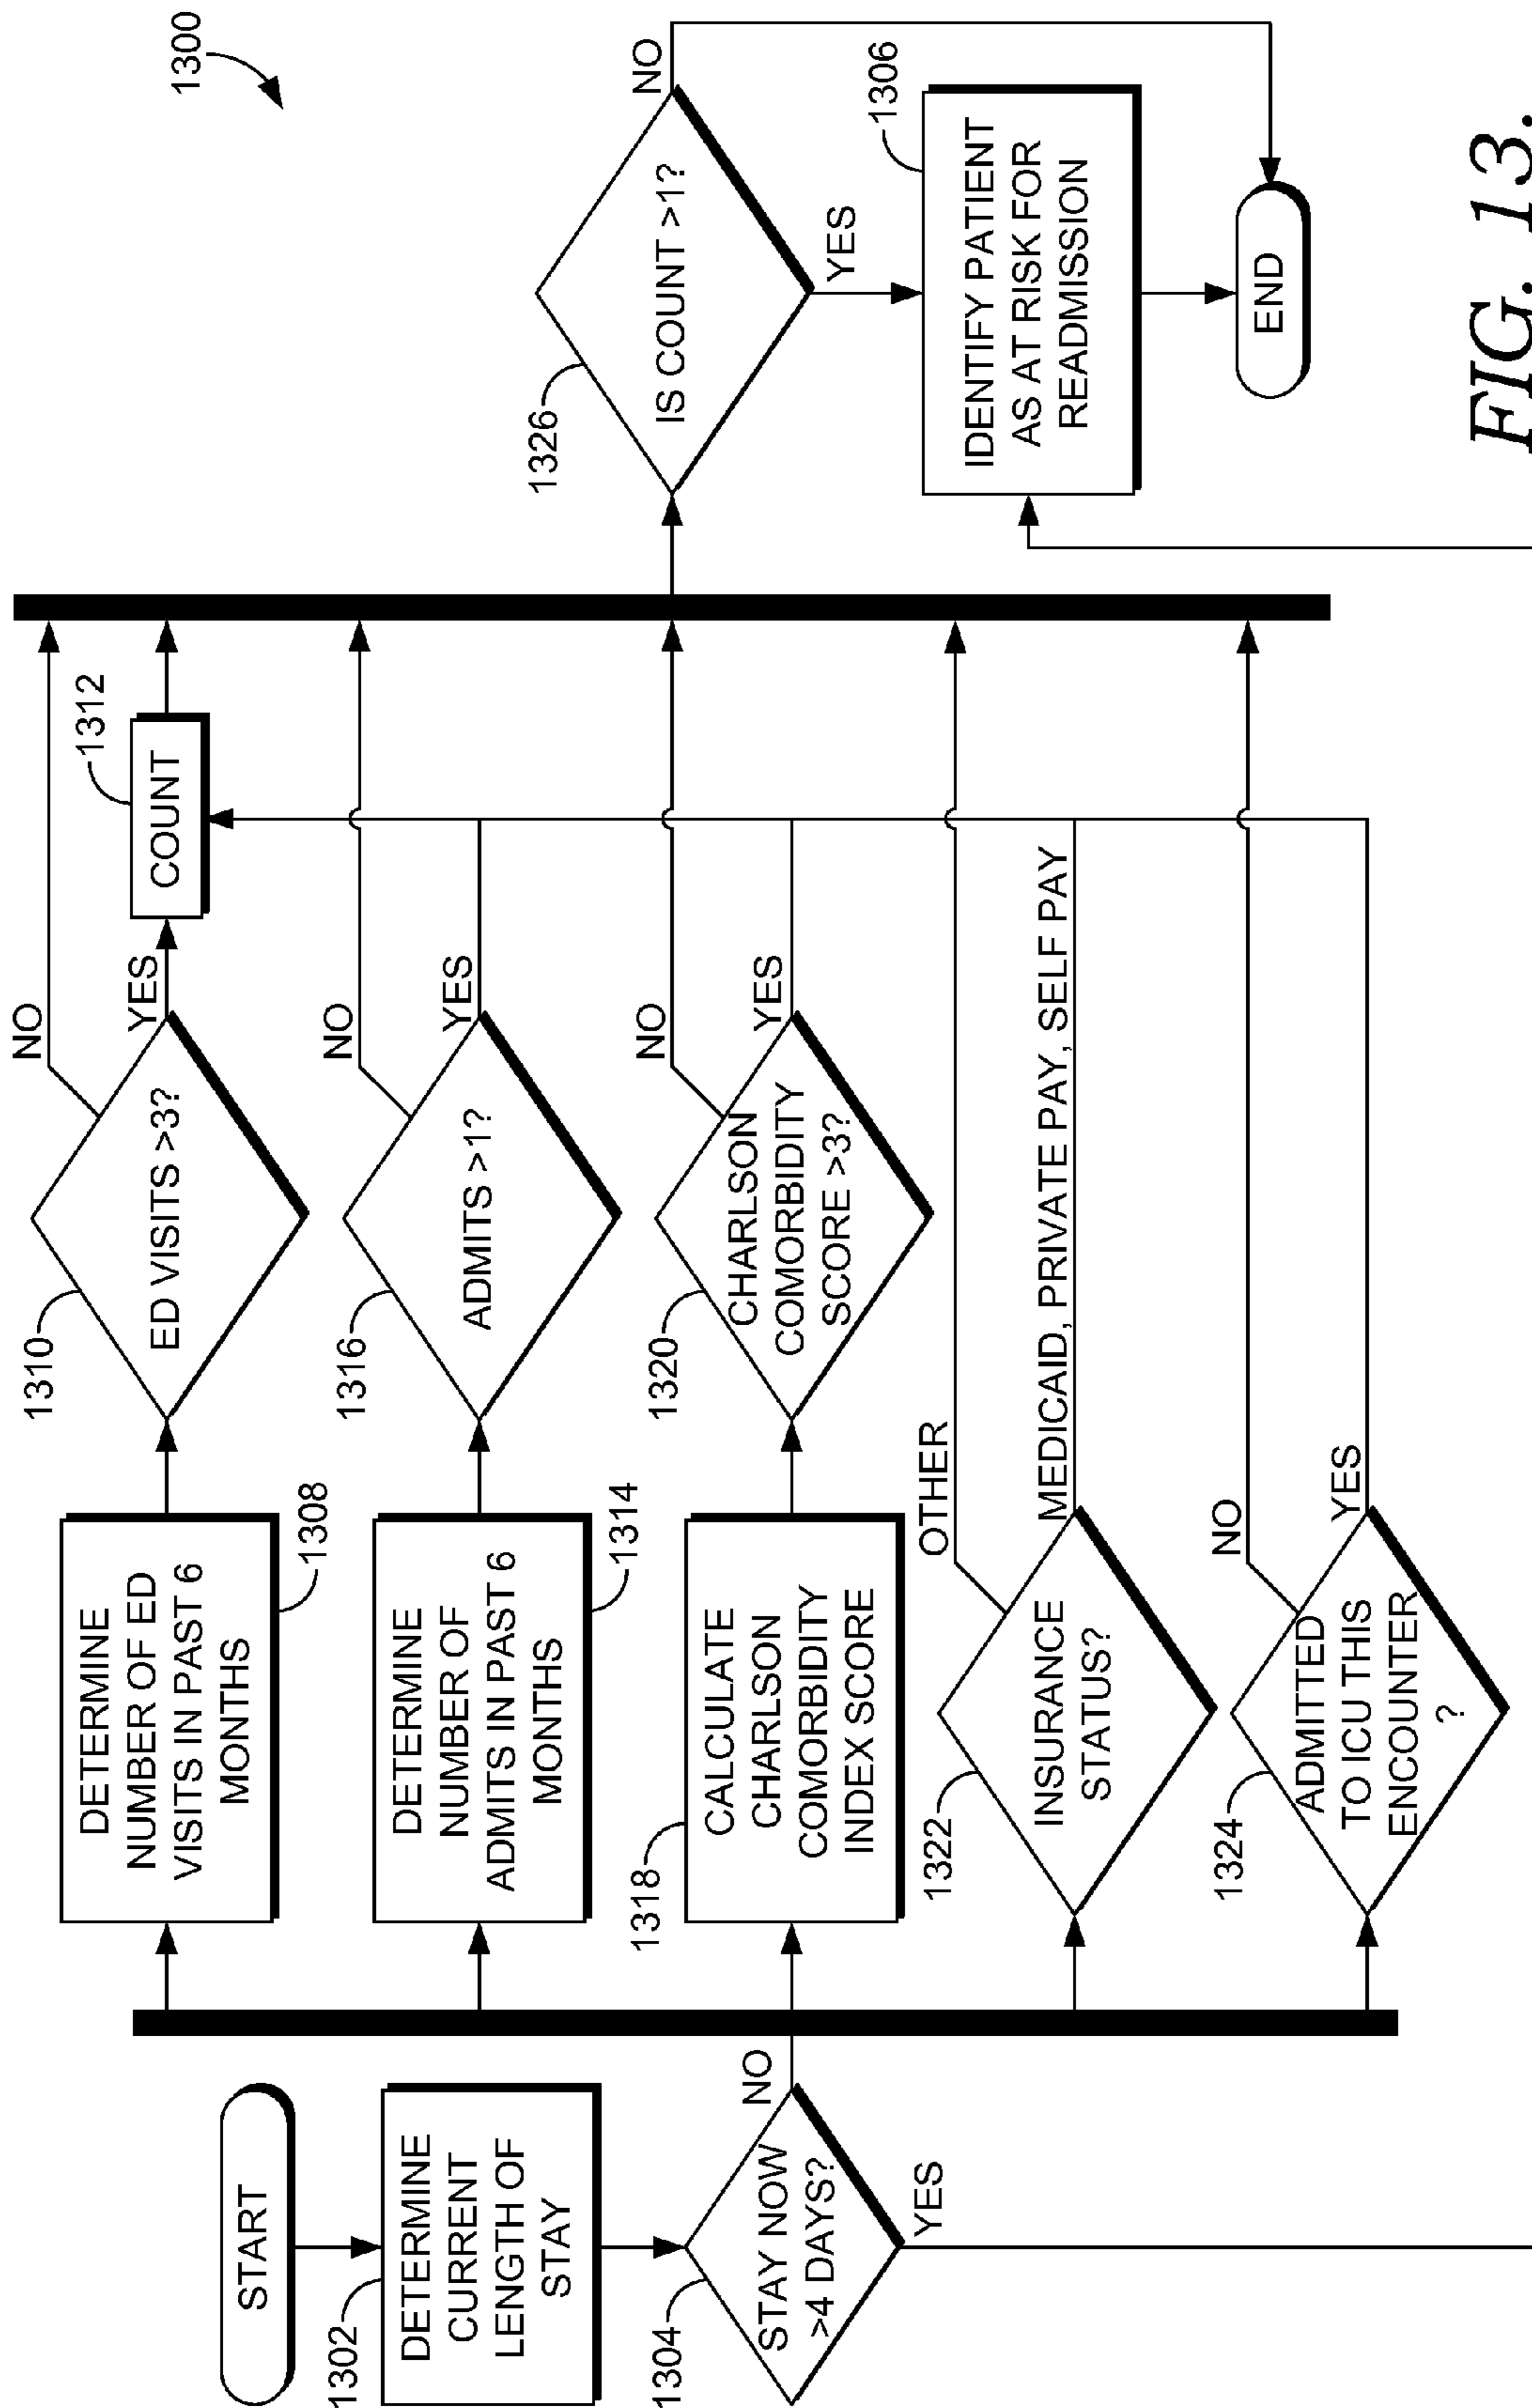 1300
START
1302
DETERMINE
CURRENT
LENGTH OF
STAY
1304
STAY NOW
>4 DAYS?
NO
YES
DETERMINE
NUMBER OF ED
VISITS IN PAST 6
MONTHS
1308
1310
ED VISITS >3?
NO
YES
COUNT
1312
DETERMINE
NUMBER OF
ADMITS IN PAST 6
MONTHS
1314
1316
ADMITS >1?
NO
YES
1318
CALCULATE
CHARLSON
COMORBIDITY
INDEX SCORE
1320
CHARLSON
COMORBIDITY
SCORE >3?
NO
YES
1322
INSURANCE
STATUS?
OTHER
MEDICAID, PRIVATE PAY, SELF PAY
1324
ADMITTED
TO ICU THIS
ENCOUNTER
?
NO
YES
1326
IS COUNT >1?
NO
YES
1306
IDENTIFY PATIENT
AS AT RISK FOR
READMISSION
END
FIG. 13.